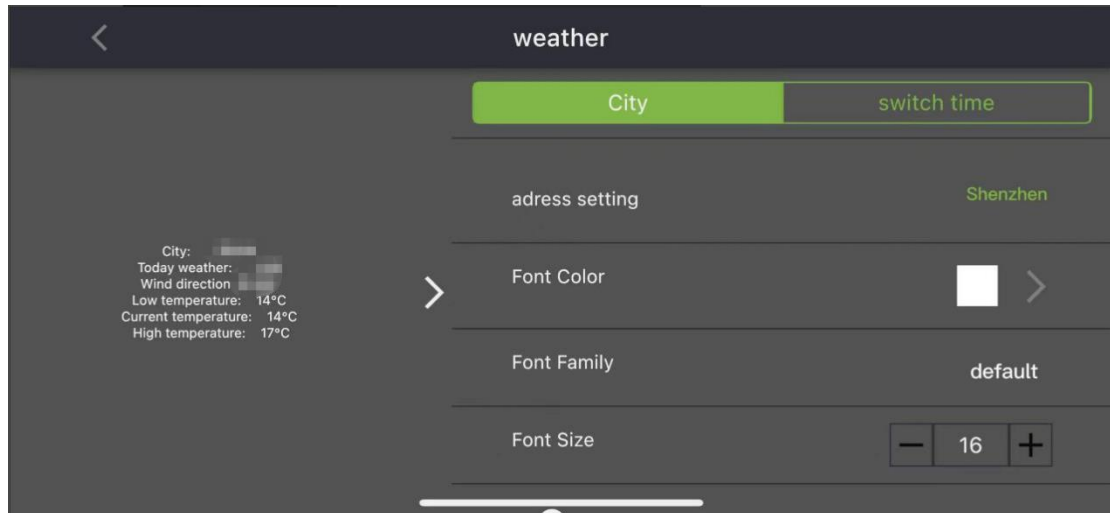 weather
City
switch time
adress setting
Shenzhen
City:
Today weather:
Wind direction
Low temperature: 14°C
Current temperature: 14°C
High temperature: 17°C
Font Color
Font Family
default
Font Size
16